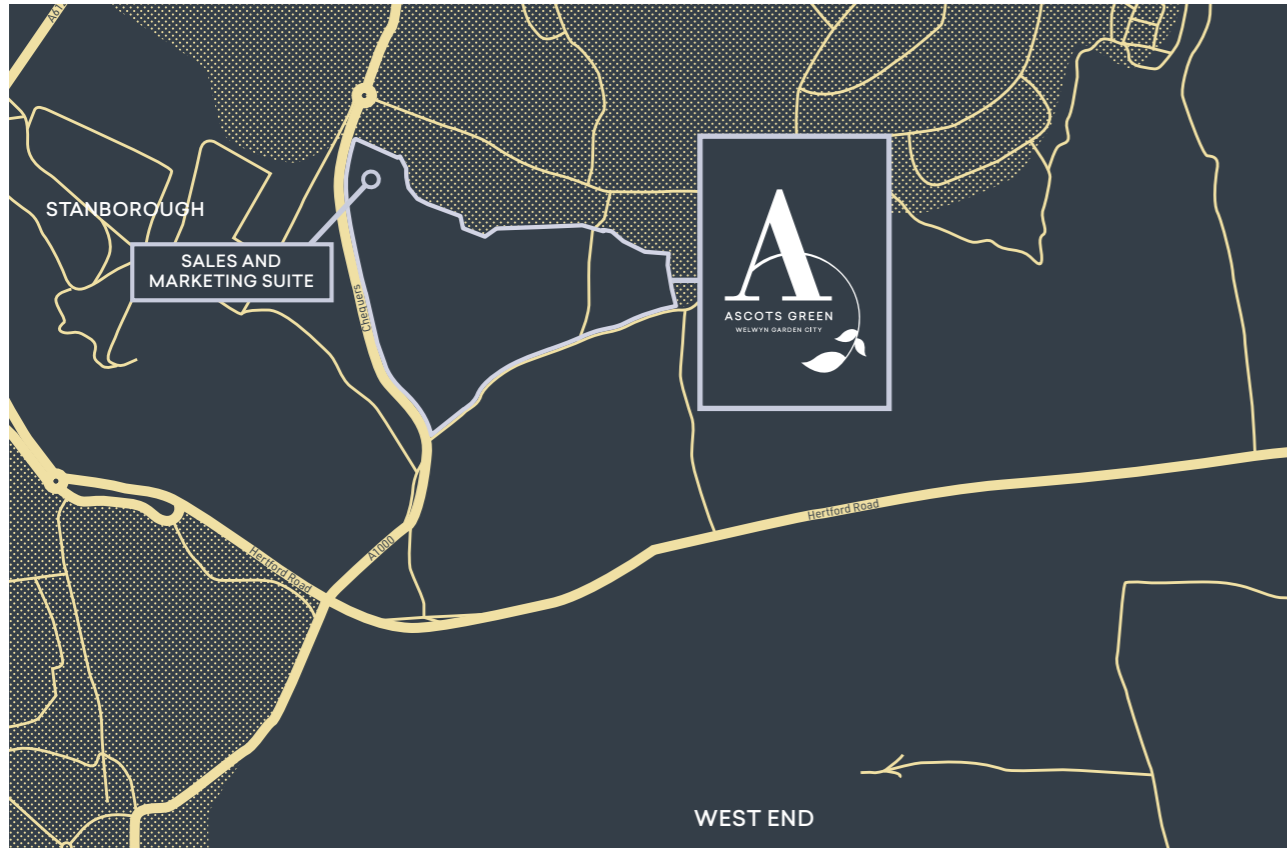 STANBOROUGH
SALES AND
MARKETING SUITE
Chequers
A
ASCOTS GREEN
WELWYN GARDEN CITY
Hertford Road
Hertford Road
A1000
WEST END